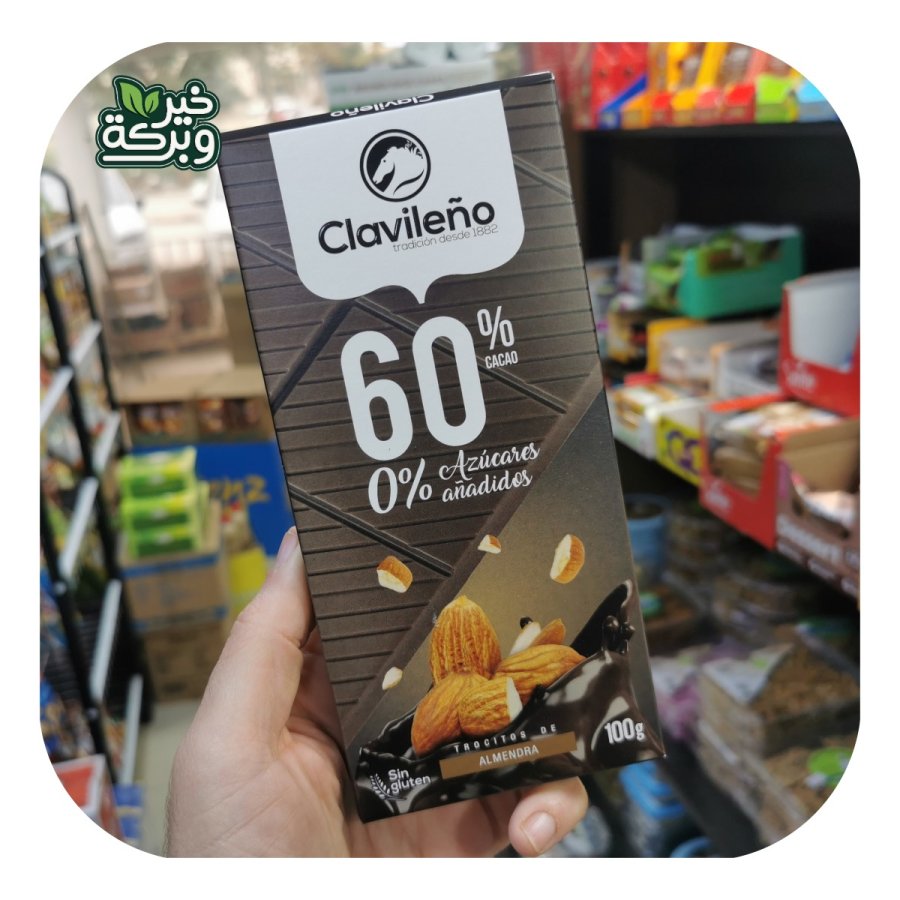 خير
وبركة
Clavileño
Clavileño
tradición desde 1882
60%
CACAO
0% Azúcares
añadidos
TROCITOS DE
ALMENDRA
100g
Sin
gluten